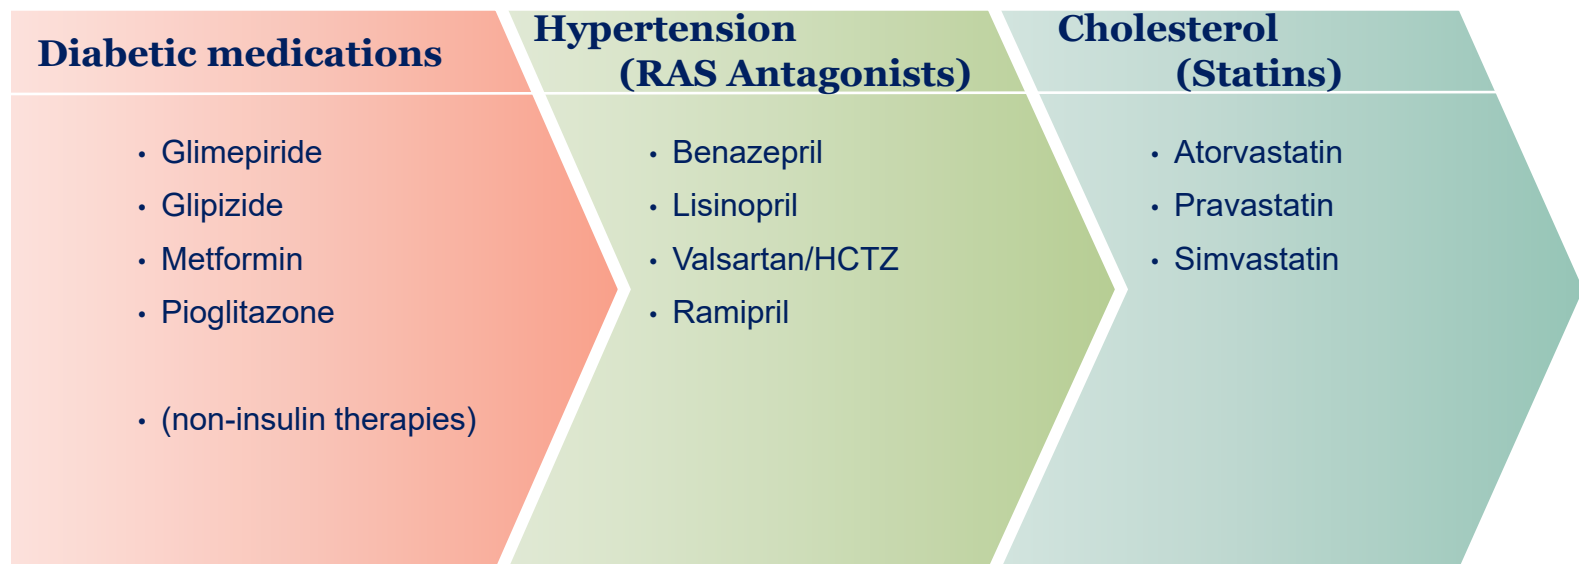 Diabetic medications
• Glimepiride
• Glipizide
• Metformin
• Pioglitazone
• (non-insulin therapies)
Hypertension
(RAS Antagonists)
• Benazepril
• Lisinopril
• Valsartan/HCTZ
• Ramipril
Cholesterol
(Statins)
• Atorvastatin
• Pravastatin
• Simvastatin